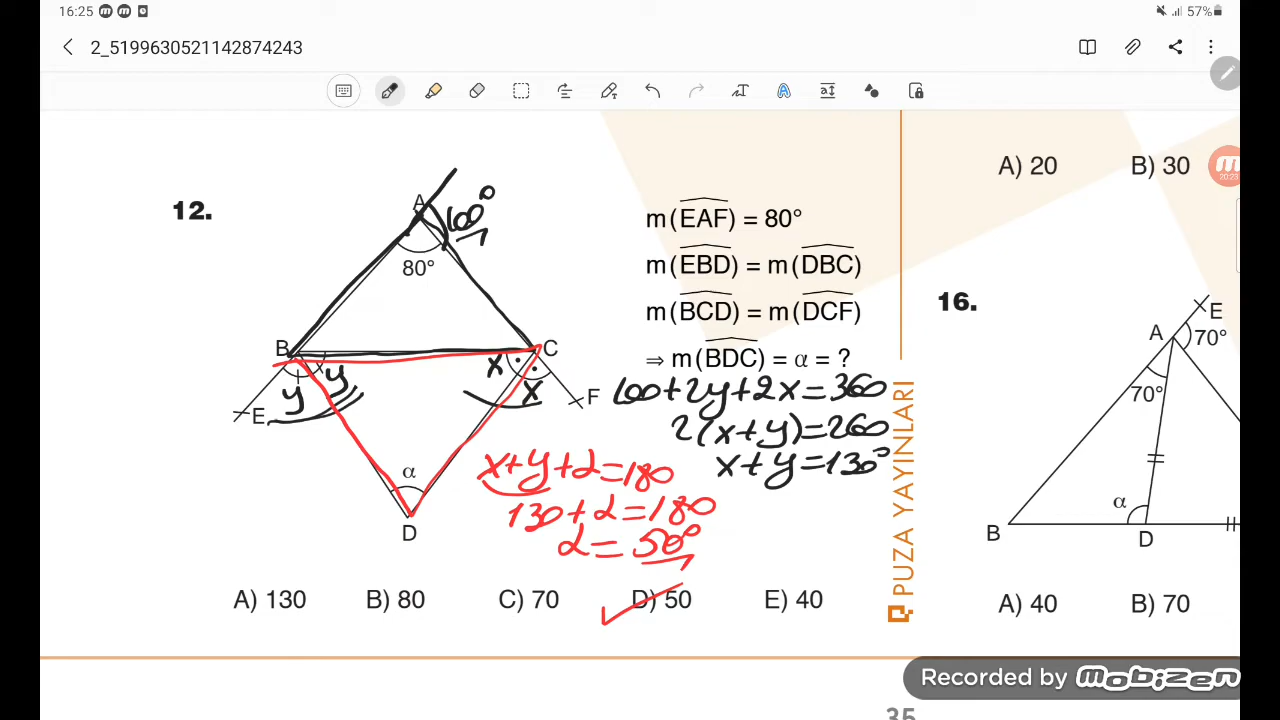 16:25
57%
2_5199630521142874243
A) 20 B) 30
20:23
12.
A
100°
80°
m(EAF) = 80°
m(EBD) = m(DBC)
m(BCD) = m(DCF)
⇒ m(BDC) = α = ?
B
C
x
x
y
y
E
F
α
D
100+2y+2x=360
2(x+y)=260
x+y=130°
x+y+α=180
130+α=180
α=50°
A) 130 B) 80 C) 70 D) 50 E) 40
PUZA YAYINLARI
16.
E
A
70°
70°
α
B
D
A) 40 B) 70
Recorded by mobizen
35